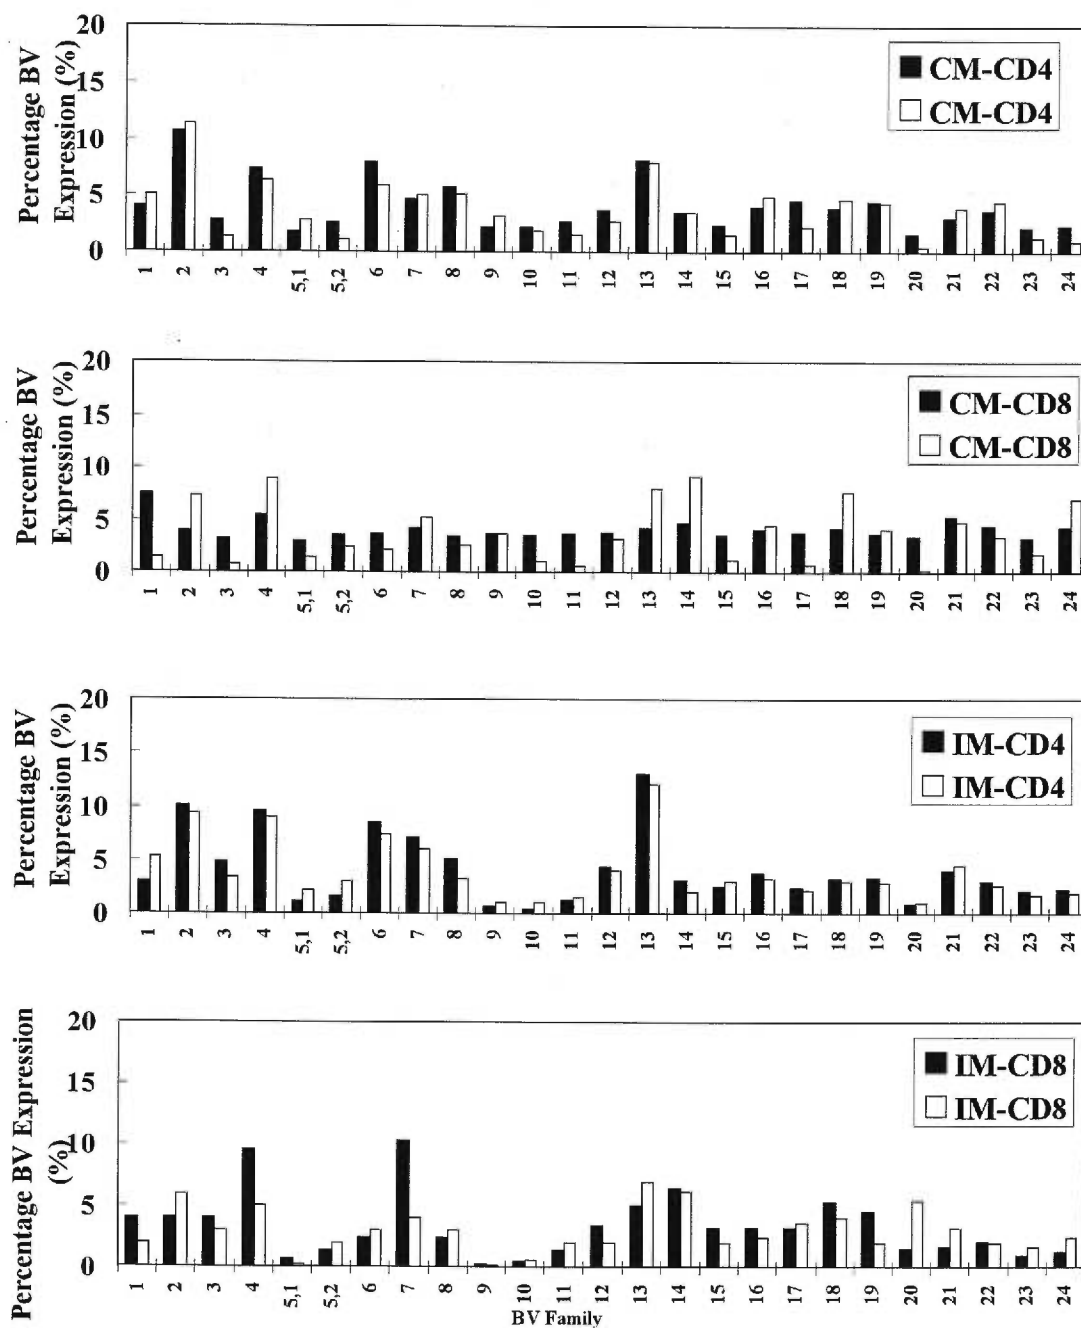 Percentage BV
Expression (%)
20
15
10
5
0
CM-CD4
CM-CD4
1 2 3 4 5,1 5,2 6 7 8 9 10 11 12 13 14 15 16 17 18 19 20 21 22 23 24
Percentage BV
Expression (%)
20
15
10
5
0
CM-CD8
CM-CD8
1 2 3 4 5,1 5,2 6 7 8 9 10 11 12 13 14 15 16 17 18 19 20 21 22 23 24
Percentage BV
Expression (%)
20
15
10
5
0
IM-CD4
IM-CD4
1 2 3 4 5,1 5,2 6 7 8 9 10 11 12 13 14 15 16 17 18 19 20 21 22 23 24
Percentage BV Expression
(%)
20
15
10
5
0
IM-CD8
IM-CD8
1 2 3 4 5,1 5,2 6 7 8 9 10 11 12 13 14 15 16 17 18 19 20 21 22 23 24
BV Family